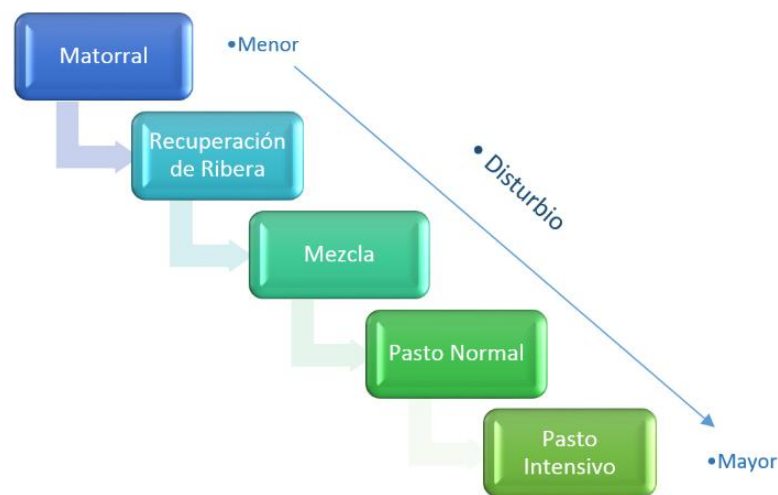 Matorral
•Menor
Recuperación
de Ribera
• Disturbio
Mezcla
Pasto Normal
Pasto
Intensivo
•Mayor